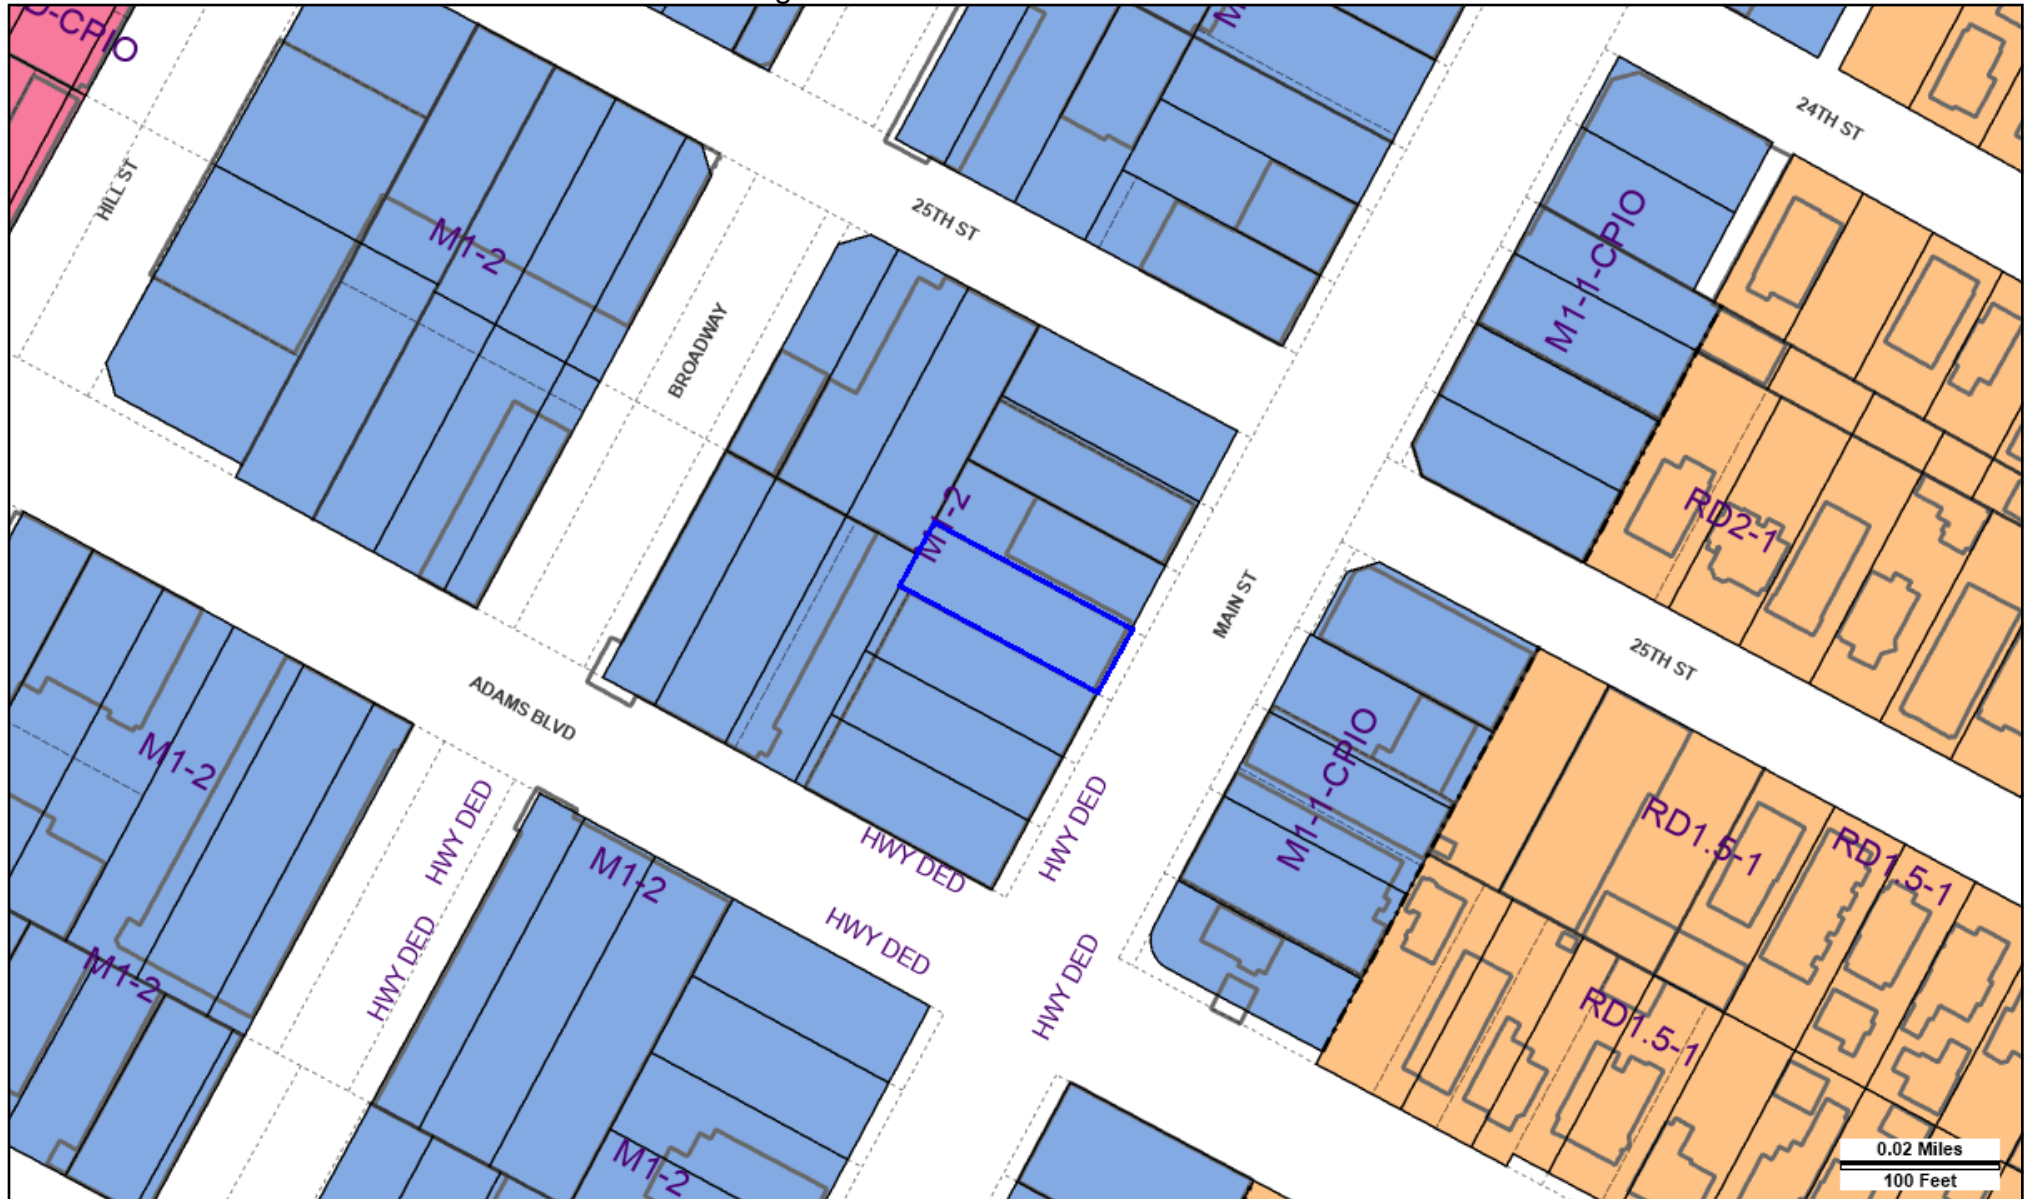 O-CPIO
M
24TH ST
HILL ST
M1-2
25TH ST
M1-1-CPIO
BROADWAY
M1-2
RD2-1
MAIN ST
25TH ST
ADAMS BLVD
M1-2
M1-1-CPIO
HWY DED
HWY DED
HWY DED
RD1.5-1
RD1.5-1
M1-2
HWY DED
HWY DED
M1-2
HWY DED
RD1.5-1
M1-2
0.02 Miles
100 Feet